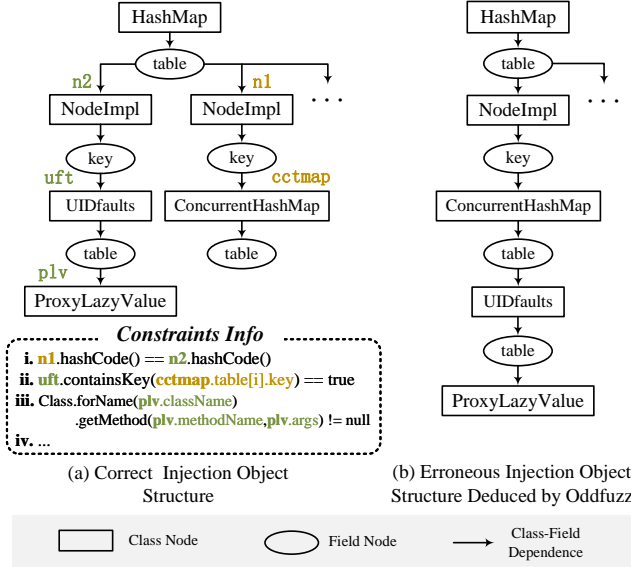 HashMap
table
n2
n1
NodeImpl
NodeImpl
. . .
key
key
uft
cctmap
UIDfaults
ConcurrentHashMap
table
table
plv
ProxyLazyValue
Constraints Info
i. n1.hashCode() == n2.hashCode()
ii. uft.containsKey(cctmap.table[i].key) == true
iii. Class.forName(plv.className)
.getMethod(plv.methodName,plv.args) != null
iv. ...
(a) Correct Injection Object
Structure
HashMap
table
NodeImpl
. . .
key
ConcurrentHashMap
table
UIDfaults
table
ProxyLazyValue
(b) Erroneous Injection Object
Structure Deduced by Oddfuzz
Class Node
Field Node
Class-Field
Dependence